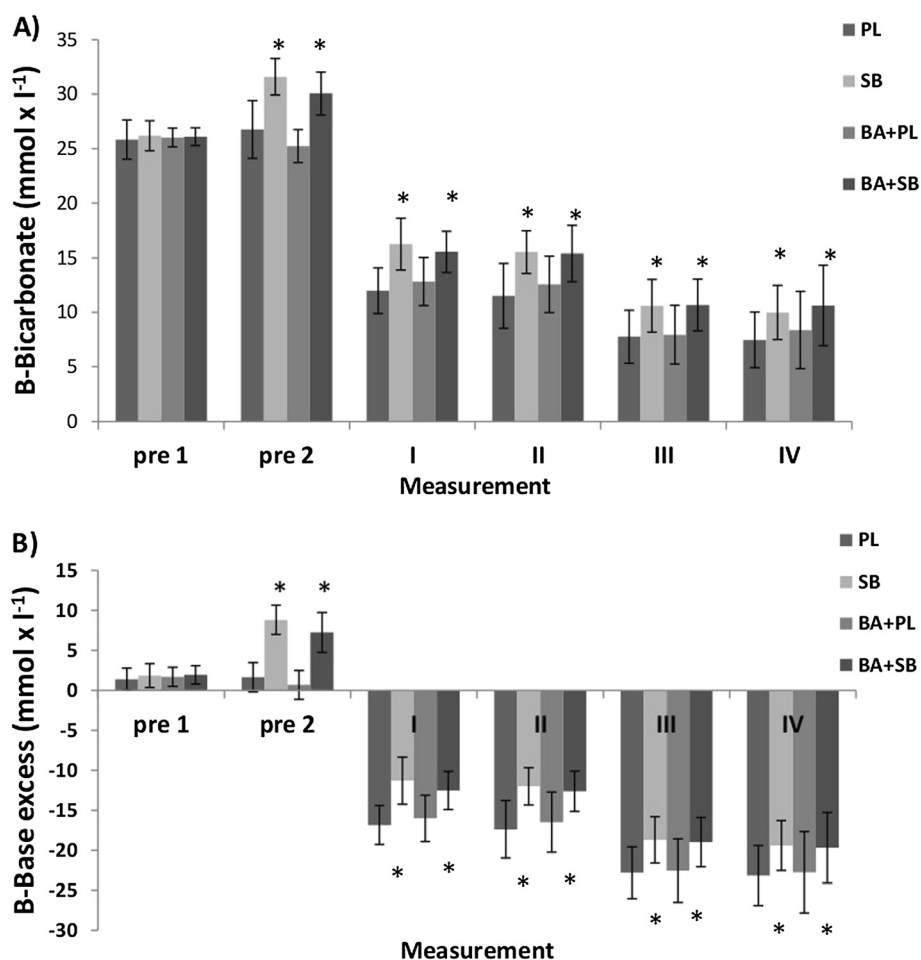 A)
B-Bicarbonate (mmol x l-1)
35
30
25
20
15
10
5
0
* *
* *
* *
* *
* *
pre 1 pre 2 I II III IV
Measurement
PL
SB
BA+PL
BA+SB
B)
B-Base excess (mmol x l-1)
15
10
5
0
-5
-10
-15
-20
-25
-30
* *
pre 1 pre 2 I II III IV
* *
* *
* *
* *
Measurement
PL
SB
BA+PL
BA+SB